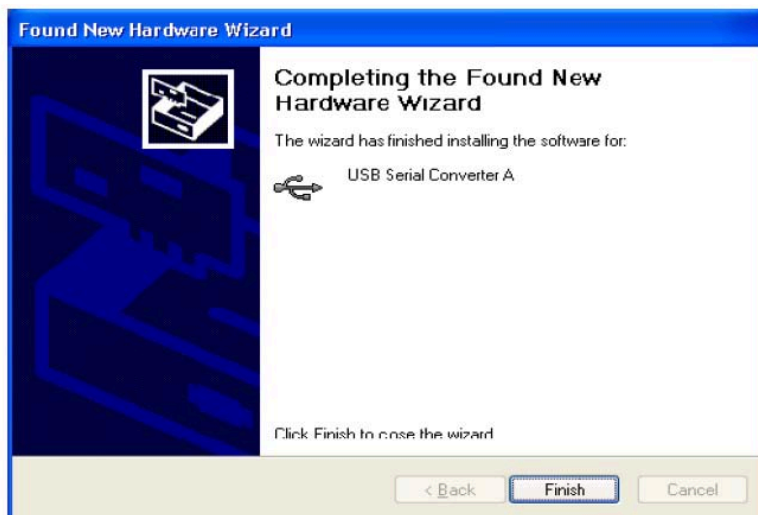 Found New Hardware Wizard
Completing the Found New
Hardware Wizard
The wizard has finished installing the software for:
USB Serial Converter A
Click Finish to close the wizard
< Back
Finish
Cancel